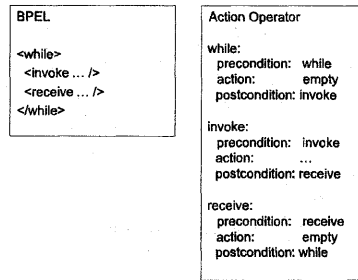 BPEL
<while>
<invoke ... />
<receive ... />
</while>
Action Operator
while:
precondition: while
action: empty
postcondition: invoke
invoke:
precondition: invoke
action: ...
postcondition: receive
receive:
precondition: receive
action: empty
postcondition: while